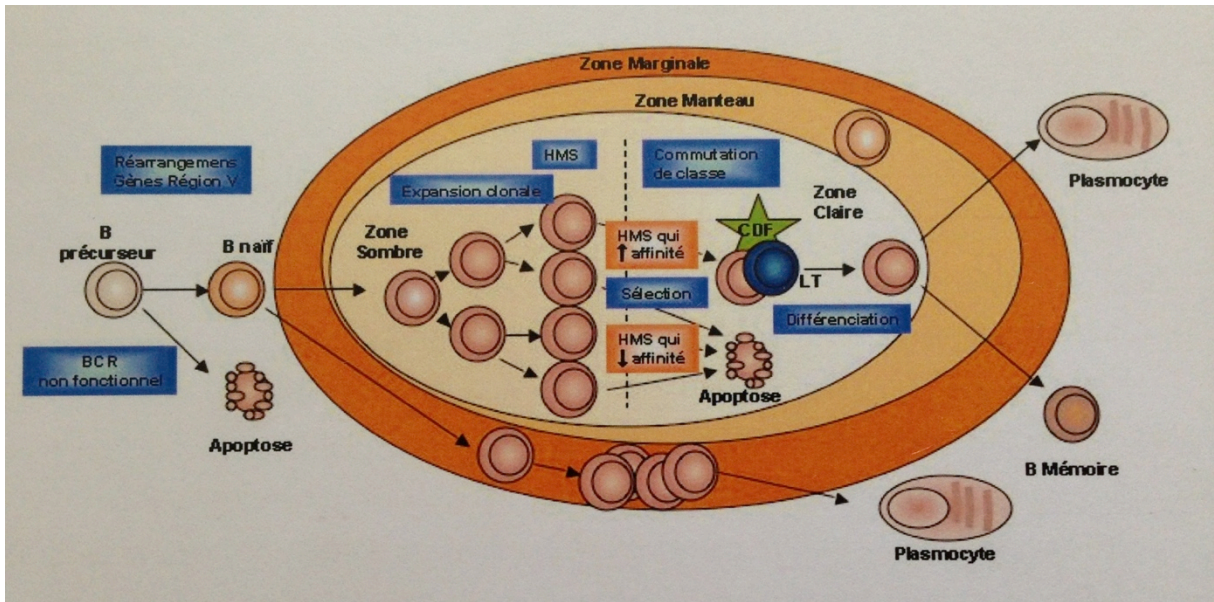 Zone Marginale
Zone Manteau
Réarrangemens
Gènes Région V
HMS
Commutation
de classe
Expansion clonale
Zone
Claire
Plasmocyte
B
précurseur
B naïf
Zone
Sombre
CDF
HMS qui
↑ affinité
LT
Sélection
Différenciation
BCR
non fonctionnel
HMS qui
↓ affinité
Apoptose
Apoptose
B Mémoire
Plasmocyte